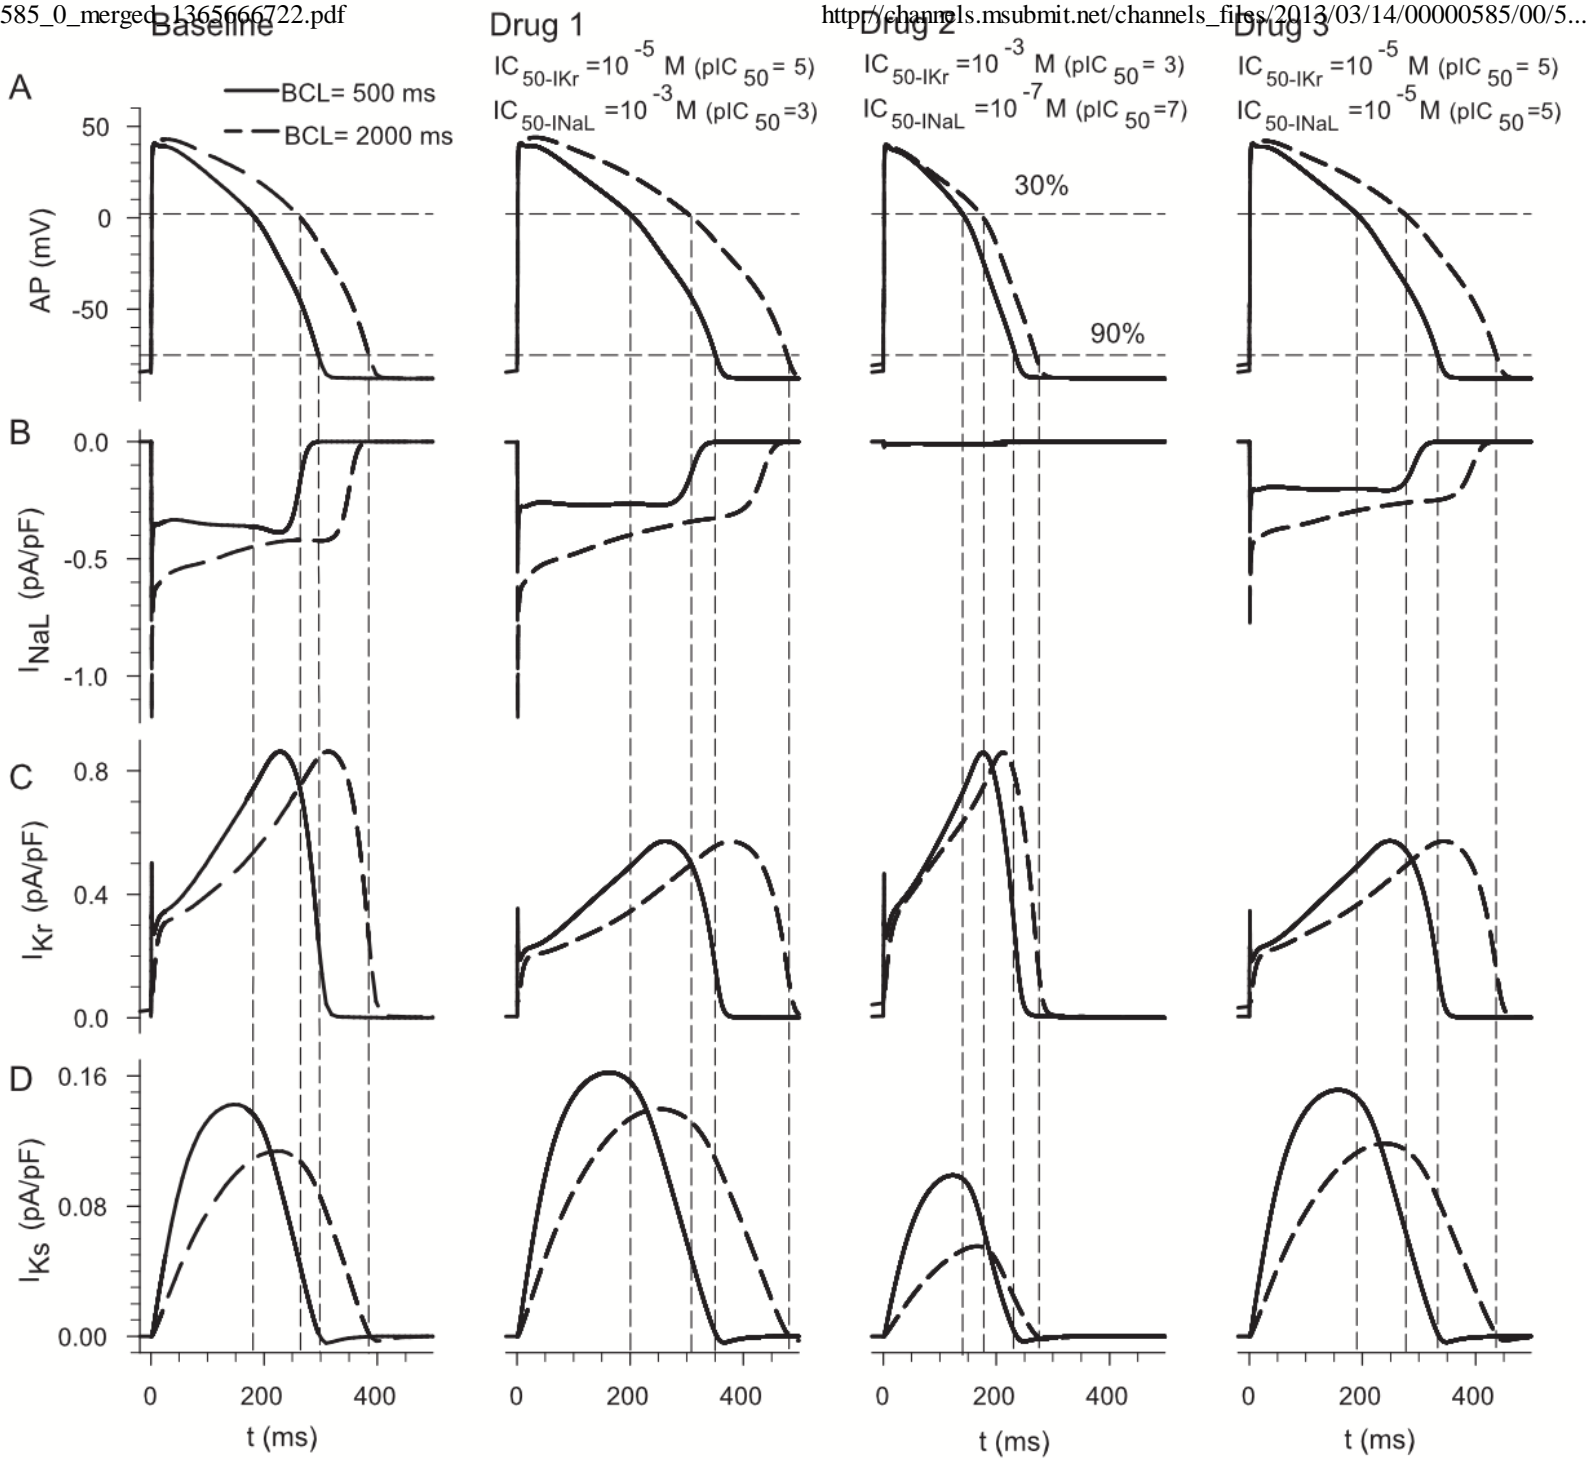 585_0_merged_1365666722.pdf
http://channels.msubmit.net/channels_files/2013/03/14/00000585/00/5...
Baseline
Drug 1
Drug 2
Drug 3
IC50-IKr =10^-5 M (pIC50 = 5)
IC50-INaL =10^-3 M (pIC50 =3)
IC50-IKr =10^-3 M (pIC50 = 3)
IC50-INaL =10^-7 M (pIC50 =7)
IC50-IKr =10^-5 M (pIC50 = 5)
IC50-INaL =10^-5 M (pIC50 =5)
A
BCL= 500 ms
BCL= 2000 ms
AP (mV)
50
0
-50
30%
90%
B
INaL (pA/pF)
0.0
-0.5
-1.0
C
IKr (pA/pF)
0.8
0.4
0.0
D
IKs (pA/pF)
0.16
0.08
0.00
0 200 400
0 200 400
0 200 400
0 200 400
t (ms)
t (ms)
t (ms)
t (ms)